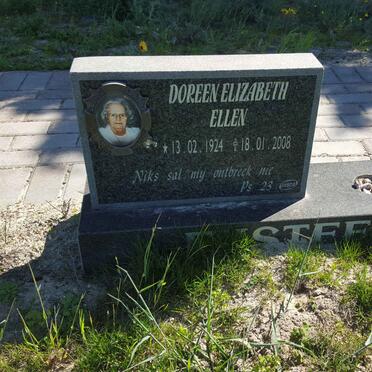 DOREEN ELIZABETH
ELLEN
* 13.02.1924 ✝ 18.01.2008
Niks sal my ontbreek nie
Ps 23